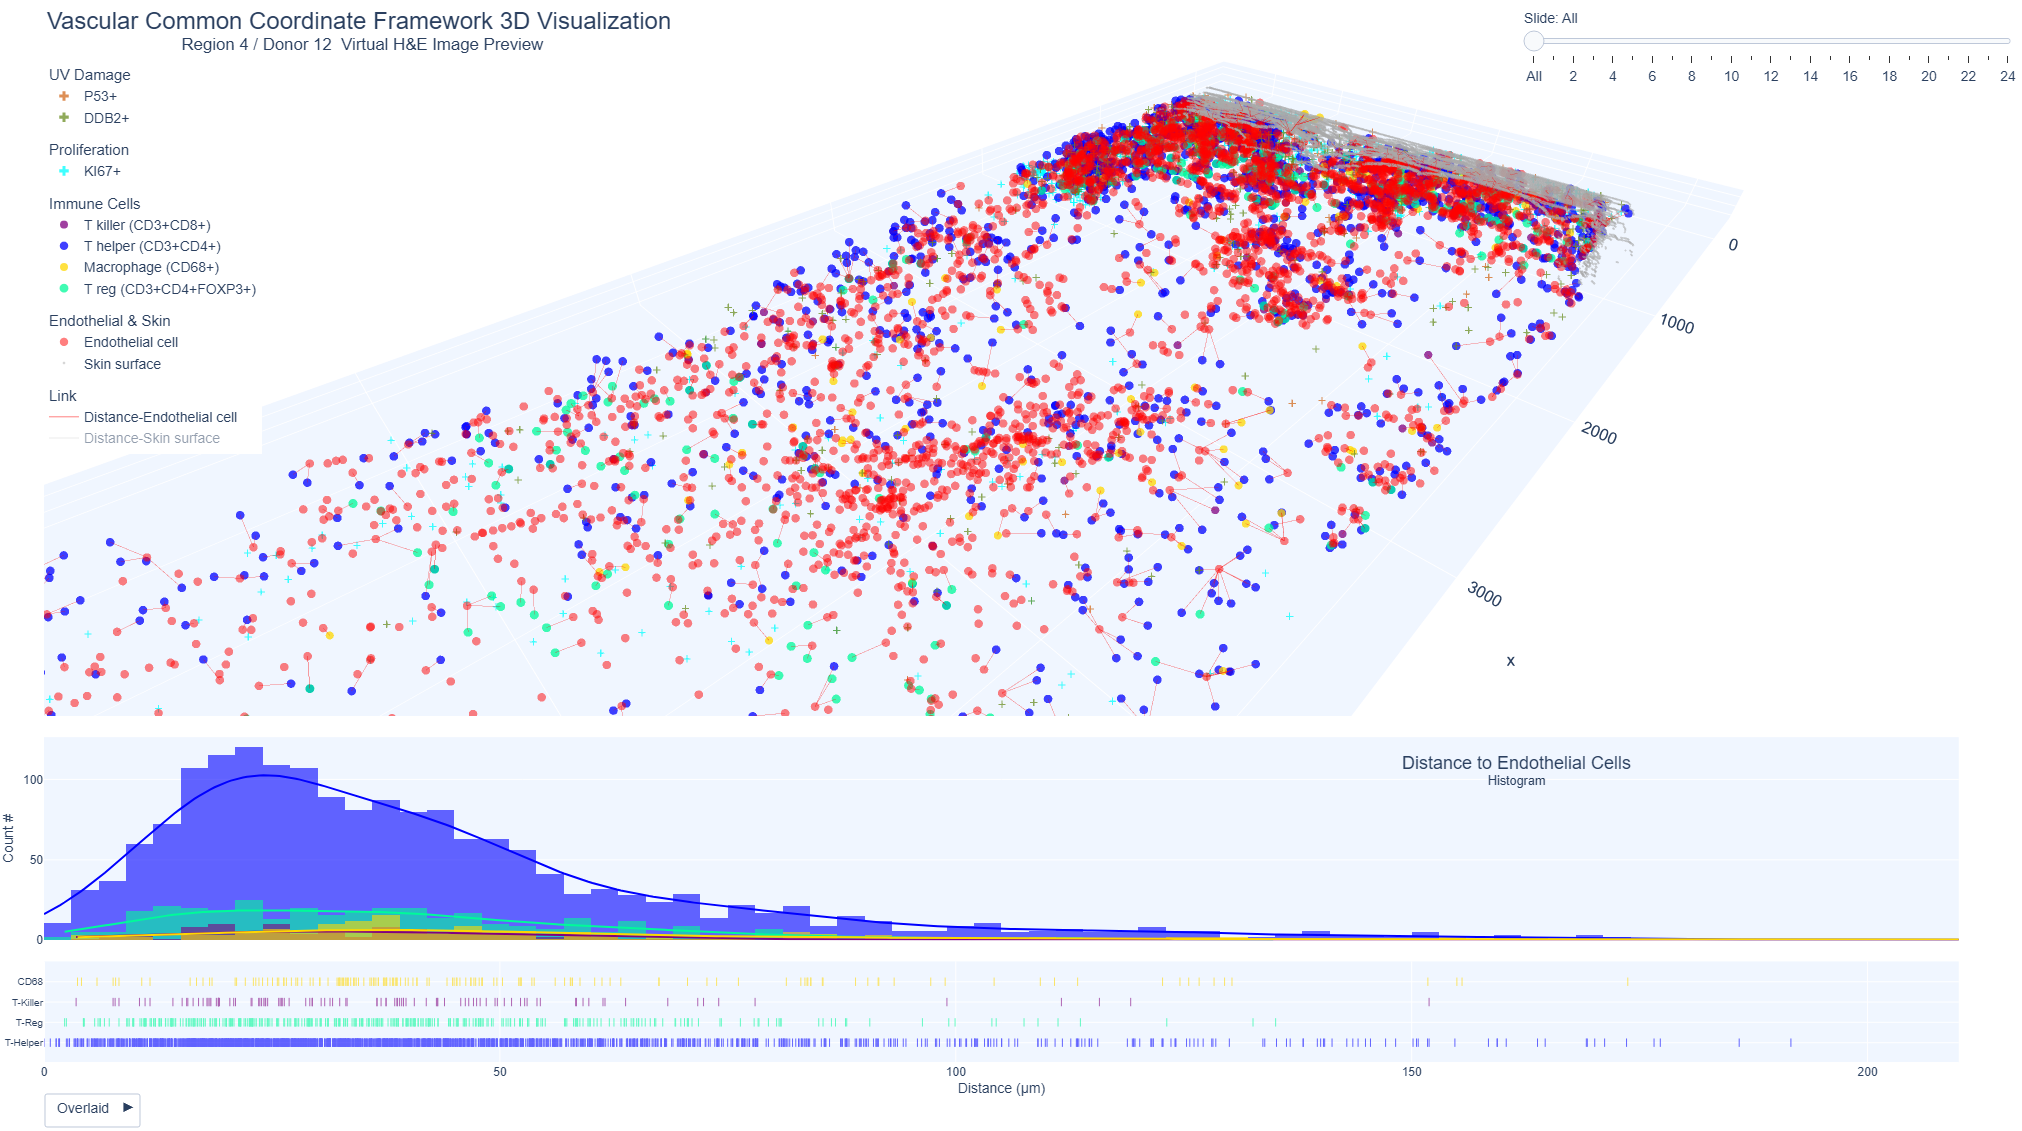 Vascular Common Coordinate Framework 3D Visualization
Region 4 / Donor 12  Virtual H&E Image Preview
Slide: All
All 2 4 6 8 10 12 14 16 18 20 22 24
UV Damage
P53+
DDB2+
Proliferation
KI67+
Immune Cells
T killer (CD3+CD8+)
T helper (CD3+CD4+)
Macrophage (CD68+)
T reg (CD3+CD4+FOXP3+)
Endothelial & Skin
Endothelial cell
Skin surface
Link
Distance-Endothelial cell
Distance-Skin surface
0
1000
2000
3000
x
Distance to Endothelial Cells
Histogram
Count #
100
50
0
CD68
T-Killer
T-Reg
T-Helper
0 50 100 150 200
Distance (μm)
Overlaid ▶